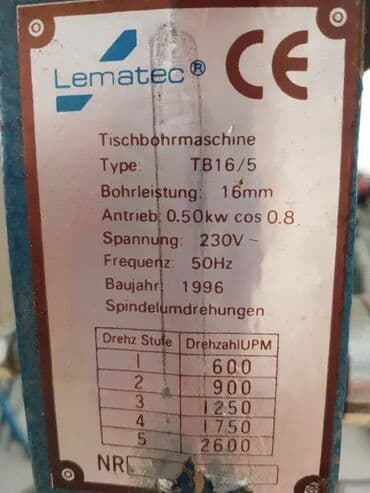 Lematec® CE
Tischbohrmaschine
Type: TB16/5
Bohrleistung: 16mm
Antrieb: 0.50kw cos 0.8
Spannung: 230V ~
Frequenz: 50Hz
Baujahr: 1996
Spindelumdrehungen
Drehz Stufe DrehzahlUPM
1 600
2 900
3 1250
4 1750
5 2600
NR